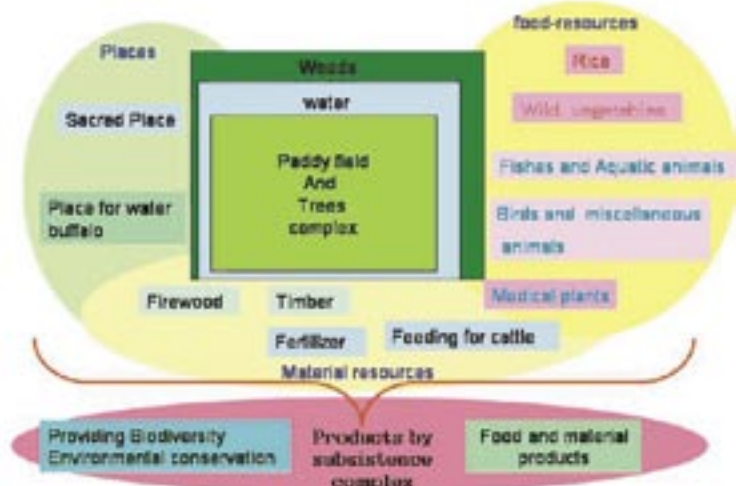 Places
Sacred Place
Place for water
buffalo
Woods
water
Paddy field
And
Trees
complex
food-resources
Rice
Wild vegetables
Fishes and Aquatic animals
Birds and miscellaneous
animals
Medical plants
Firewood
Timber
Fertilizer
Feeding for cattle
Material resources
Providing Biodiversity
Environmental conservation
Products by
subsistence
complex
Food and material
products